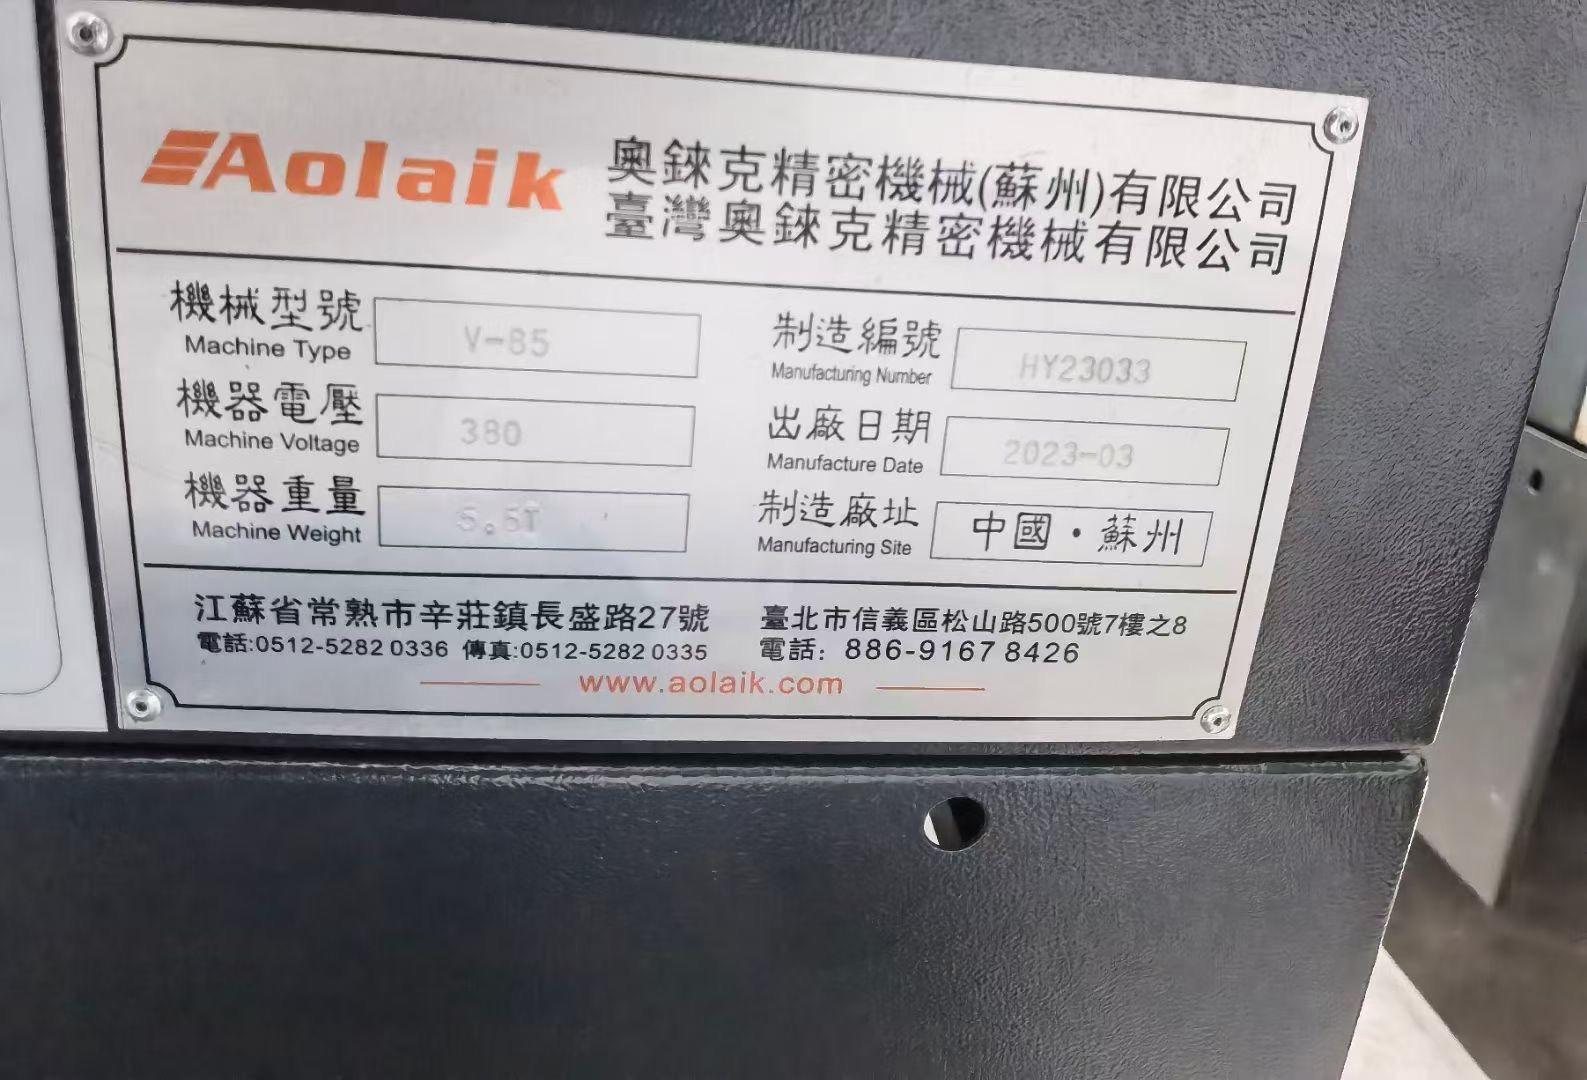 Aolaik
奧錸克精密機械(蘇州)有限公司
臺灣奧錸克精密機械有限公司
機械型號 V-85
Machine Type
製造編號 HY23033
Manufacturing Number
機器電壓 380
Machine Voltage
出廠日期 2023-03
Manufacture Date
機器重量 5.5T
Machine Weight
制造廠址 中國·蘇州
Manufacturing Site
江蘇省常熟市辛莊鎮長盛路27號
電話:0512-5282 0336 傳真:0512-5282 0335
臺北市信義區松山路500號7樓之8
電話: 886-9167 8426
www.aolaik.com